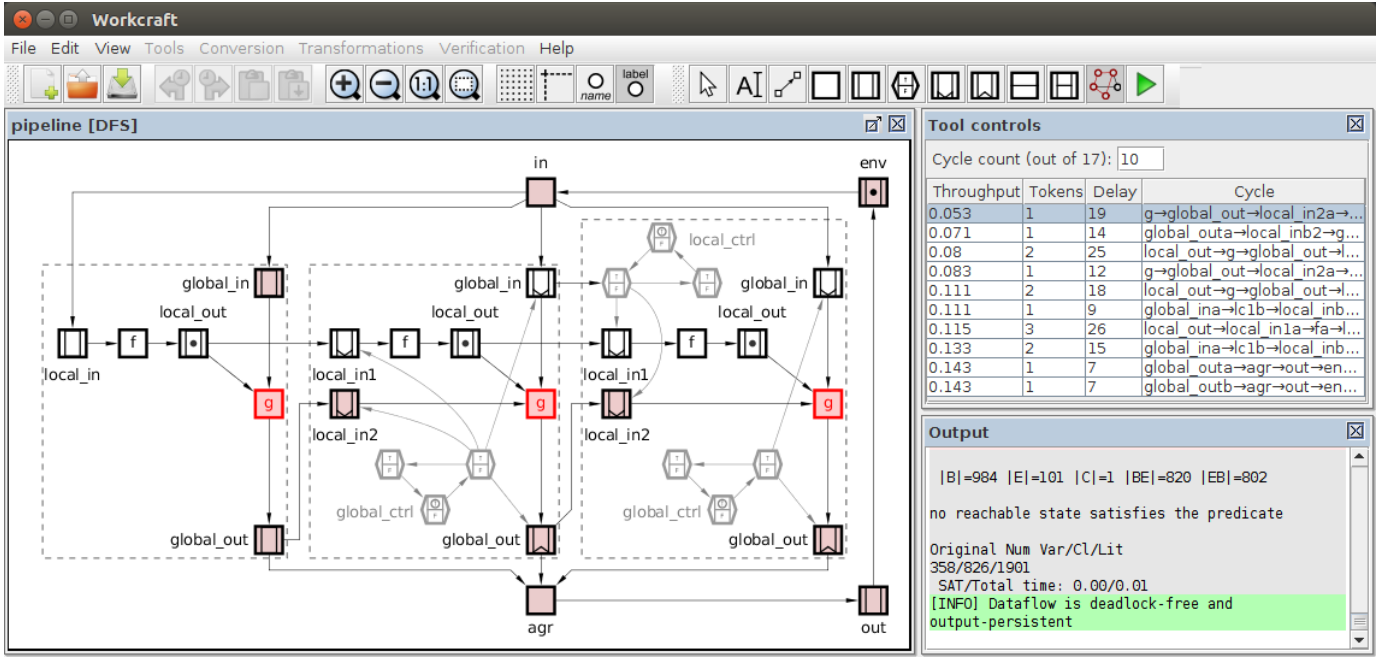 Workcraft
File Edit View Tools Conversion Transformations Verification Help
1:1 name label AI
pipeline [DFS]
in
env
local_ctrl
global_in
global_in
global_in
local_out
local_out
local_out
f
f
f
local_in
local_in1
local_in1
g
g
g
local_in2
local_in2
global_ctrl
global_ctrl
global_out
global_out
global_out
agr
out
Tool controls
Cycle count (out of 17): 10
Throughput Tokens Delay Cycle
0.053 1 19 g→global_out→local_in2a→...
0.071 1 14 global_outa→local_inb2→g...
0.08 2 25 local_out→g→global_out→l...
0.083 1 12 g→global_out→local_in2a→...
0.111 2 18 local_out→g→global_out→l...
0.111 1 9 global_ina→lc1b→local_inb...
0.115 3 26 local_out→local_in1a→fa→l...
0.133 2 15 global_ina→lc1b→local_inb...
0.143 1 7 global_outa→agr→out→en...
0.143 1 7 global_outb→agr→out→en...
Output
|B|=984 |E|=101 |C|=1 |BE|=820 |EB|=802
no reachable state satisfies the predicate
Original Num Var/Cl/Lit
358/826/1901
SAT/Total time: 0.00/0.01
[INFO] Dataflow is deadlock-free and
output-persistent